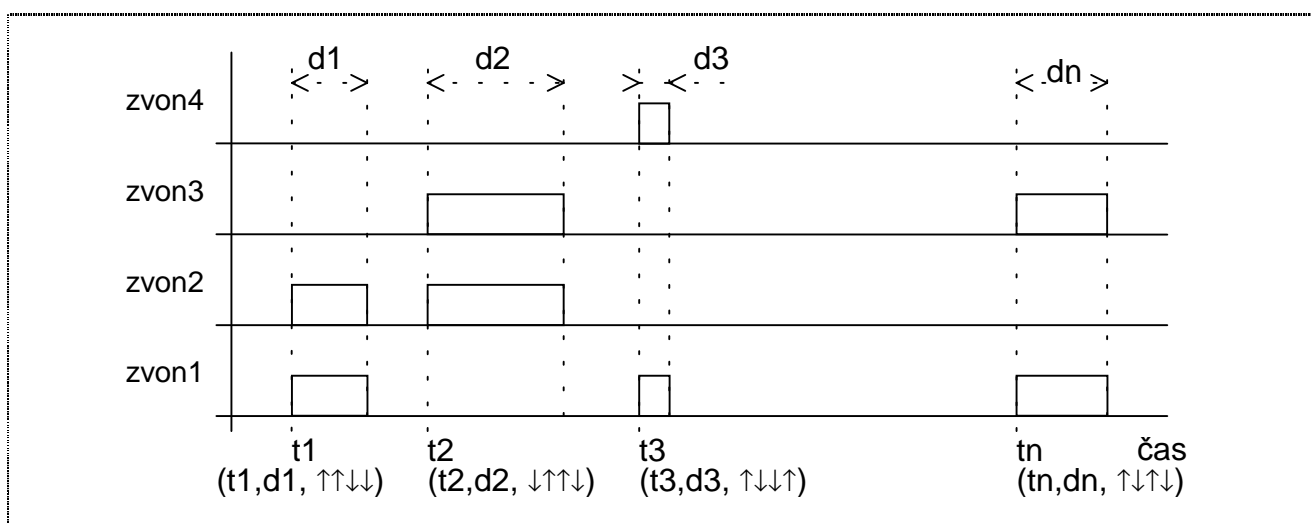 d1 d2 d3 dn
zvon4
zvon3
zvon2
zvon1
t1 t2 t3 tn čas
(t1,d1, ↑↑↓↓) (t2,d2, ↓↑↑↓) (t3,d3, ↑↓↓↑) (tn,dn, ↑↓↑↓)